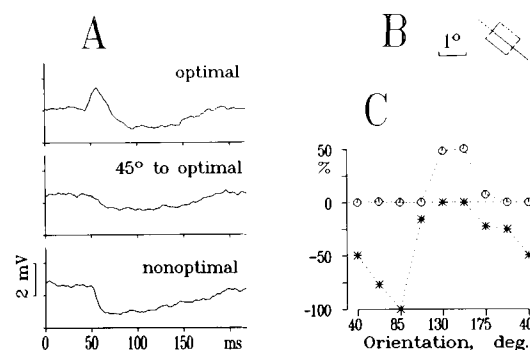 A
optimal
45° to optimal
nonoptimal
2 mV
0 50 100 150 ms
B
1°
C
50
%
0
-50
-100
40 85 130 175 40
Orientation, deg.